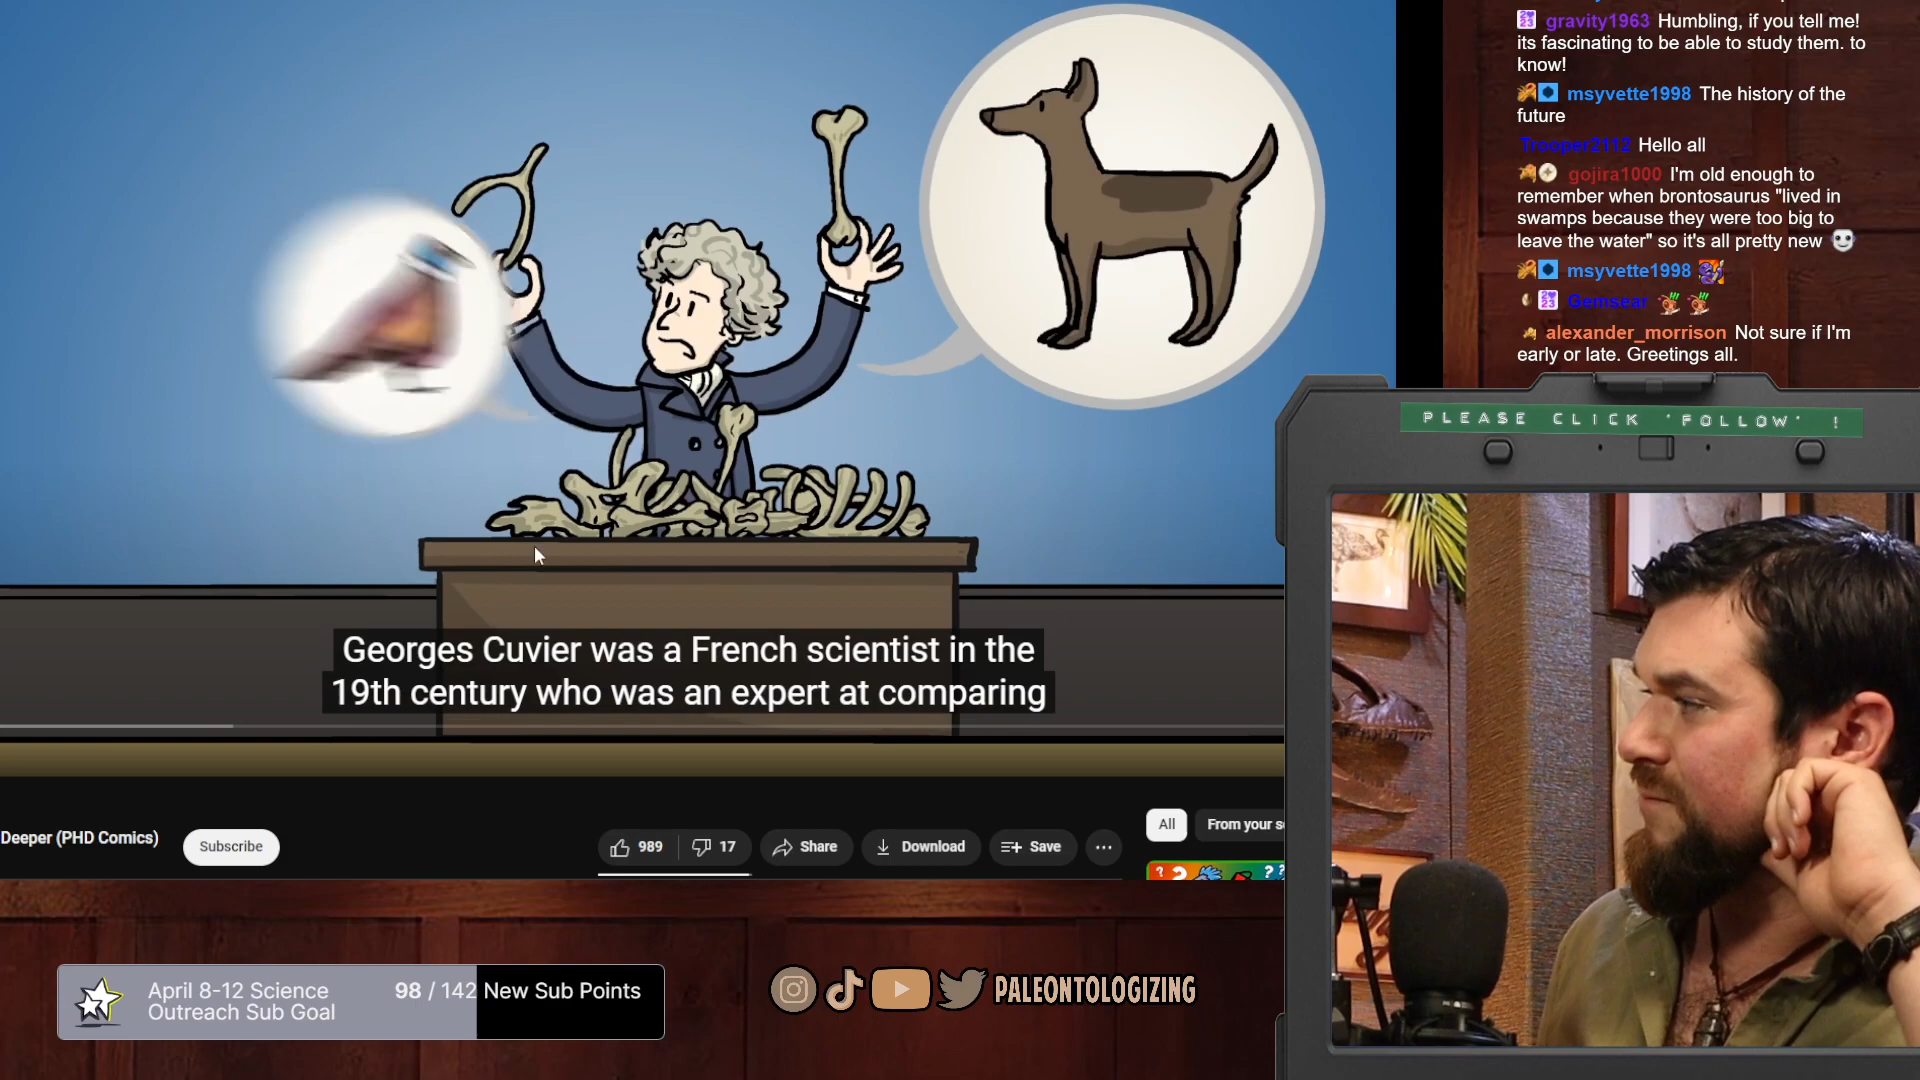 gravity1963 Humbling, if you tell me!
its fascinating to be able to study them. to
know!
msyvette1998 The history of the
future
Trooper2112 Hello all
gojira1000 I'm old enough to
remember when brontosaurus "lived in
swamps because they were too big to
leave the water" so it's all pretty new
msyvette1998
Gemsear
alexander_morrison Not sure if I'm
early or late. Greetings all.
PLEASE CLICK 'FOLLOW' !
Georges Cuvier was a French scientist in the
19th century who was an expert at comparing
Deeper (PHD Comics)
Subscribe
989
17
Share
Download
Save
All
From your s
April 8-12 Science
Outreach Sub Goal
98 / 142 New Sub Points
PALEONTOLOGIZING